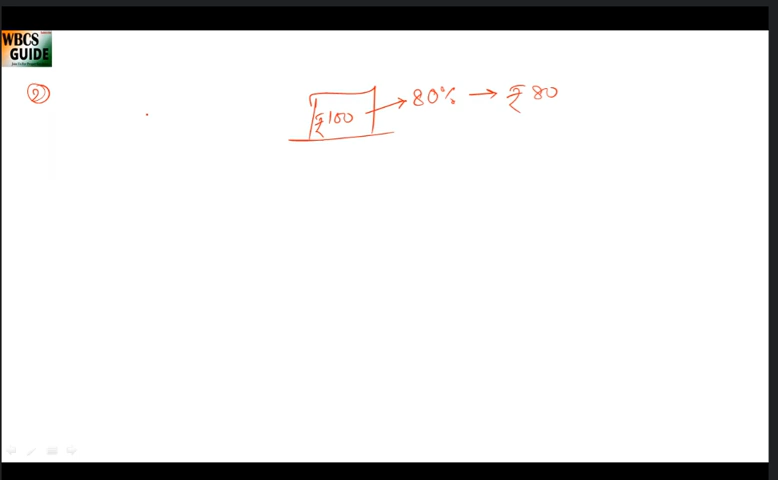 WBCS
GUIDE
②
₹100 → 80% → ₹80